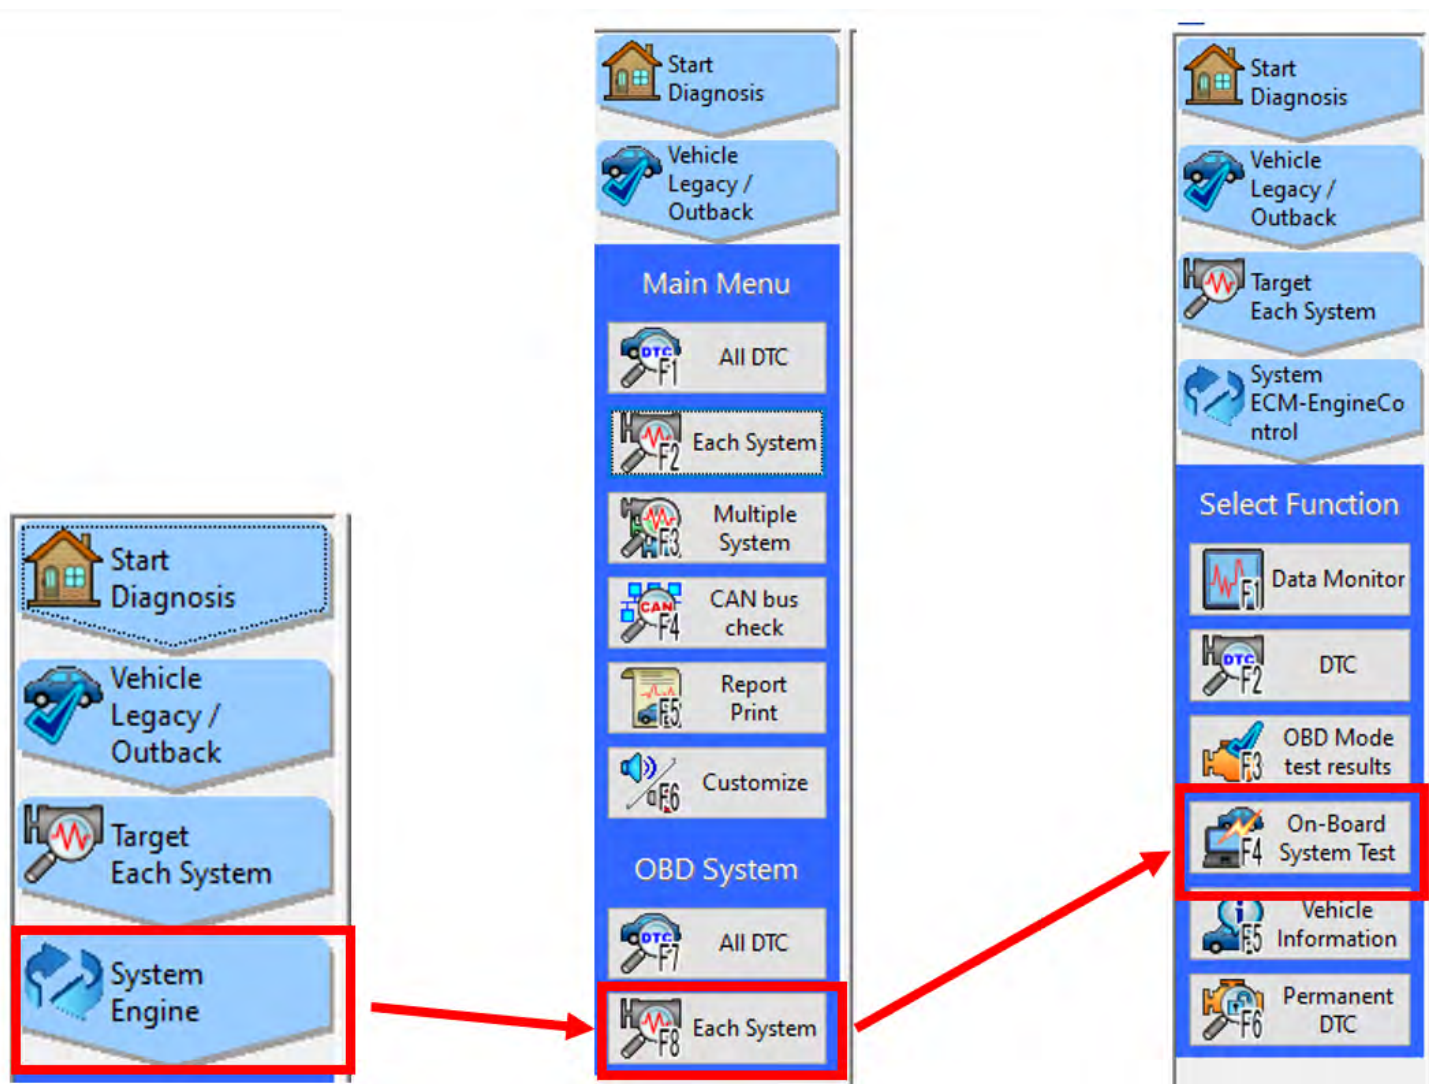 Start
Diagnosis
Vehicle
Legacy /
Outback
Target
Each System
System
Engine
Start
Diagnosis
Vehicle
Legacy /
Outback
Main Menu
DTC
F1
All DTC
F2
Each System
F3
Multiple
System
CAN
F4
CAN bus
check
F5
Report
Print
F6
Customize
OBD System
DTC
F7
All DTC
F8
Each System
Start
Diagnosis
Vehicle
Legacy /
Outback
Target
Each System
System
ECM-EngineCo
ntrol
Select Function
F1
Data Monitor
DTC
F2
DTC
F3
OBD Mode
test results
F4
On-Board
System Test
F5
Vehicle
Information
F6
Permanent
DTC